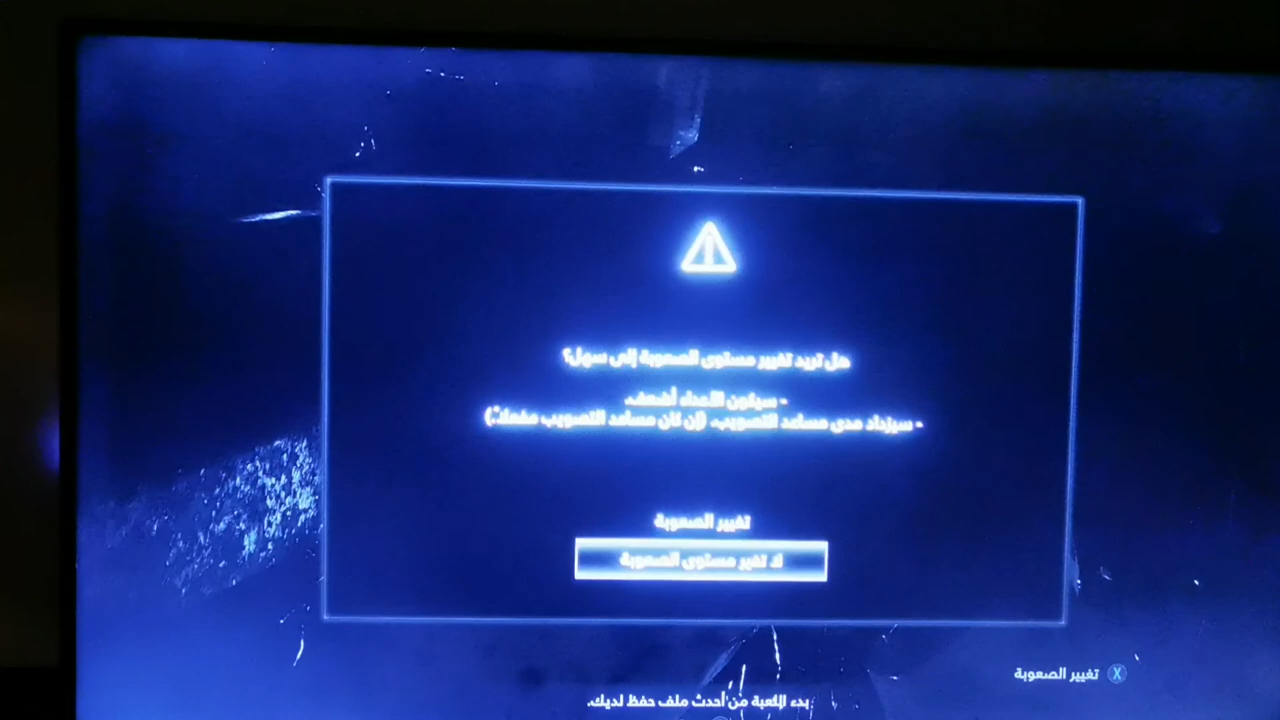 هل تريد تغيير مستوى الصعوبة إلى سهل؟
- سيكون الأعداء أضعف.
- سيزداد مدى مساعد التصويب. (إن كان مساعد التصويب مفعلاً.)
تغيير الصعوبة
لا تغير مستوى الصعوبة
تغيير الصعوبة X
بدء اللعبة من أحدث ملف حفظ لديك.